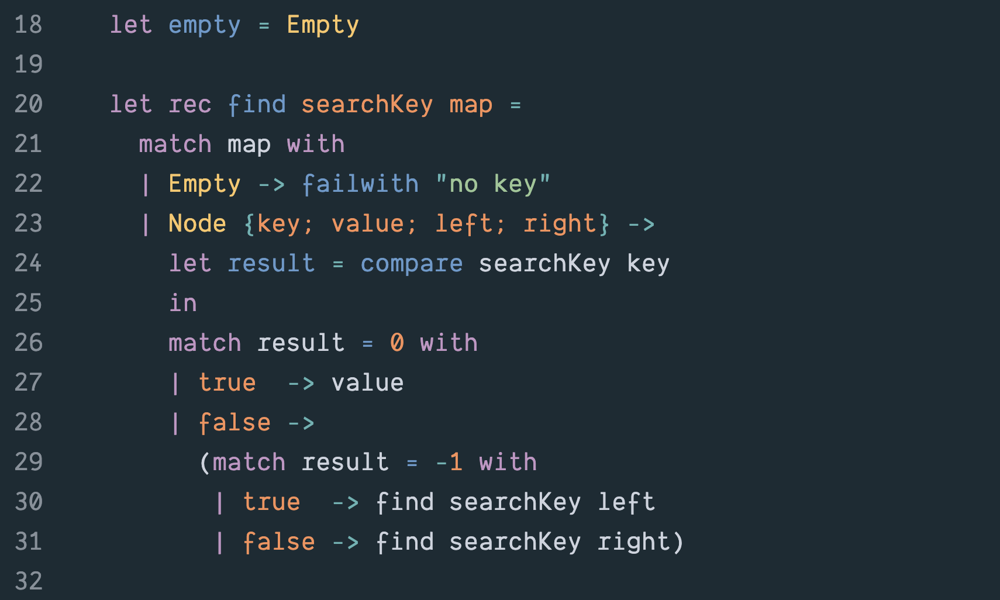 18 let empty = Empty
19
20 let rec find searchKey map =
21 match map with
22 | Empty -> failwith "no key"
23 | Node {key; value; left; right} ->
24 let result = compare searchKey key
25 in
26 match result = 0 with
27 | true  -> value
28 | false ->
29 (match result = -1 with
30 | true  -> find searchKey left
31 | false -> find searchKey right)
32